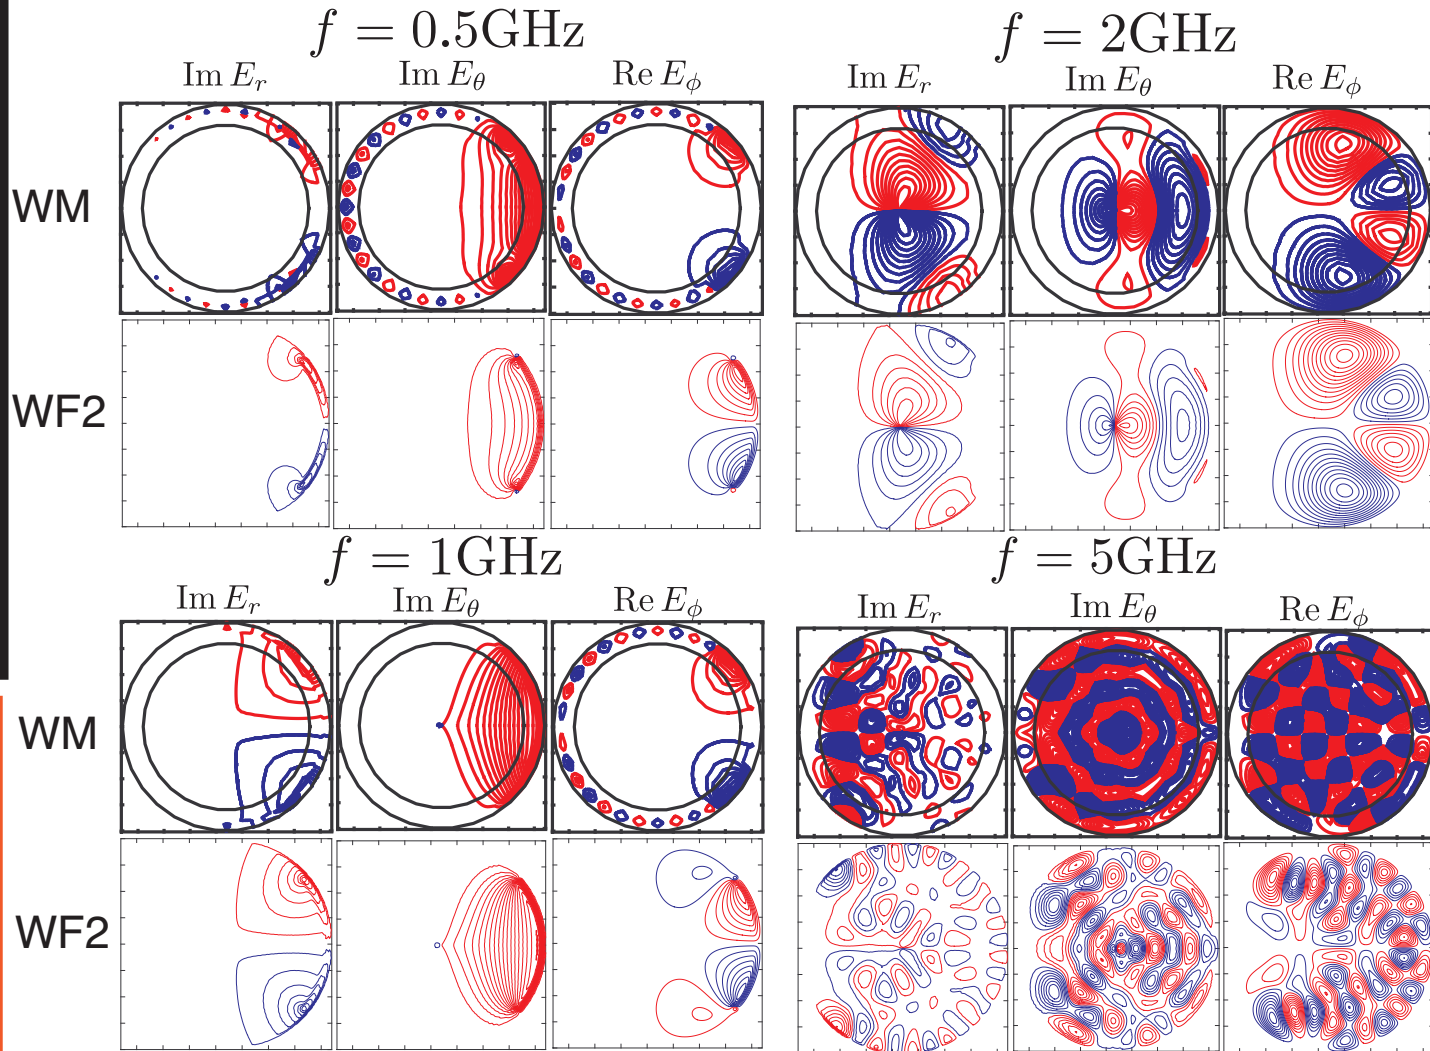 f = 0.5GHz
f = 2GHz
Im E_r Im E_θ Re E_ϕ
Im E_r Im E_θ Re E_ϕ
WM
WF2
f = 1GHz
f = 5GHz
Im E_r Im E_θ Re E_ϕ
Im E_r Im E_θ Re E_ϕ
WM
WF2